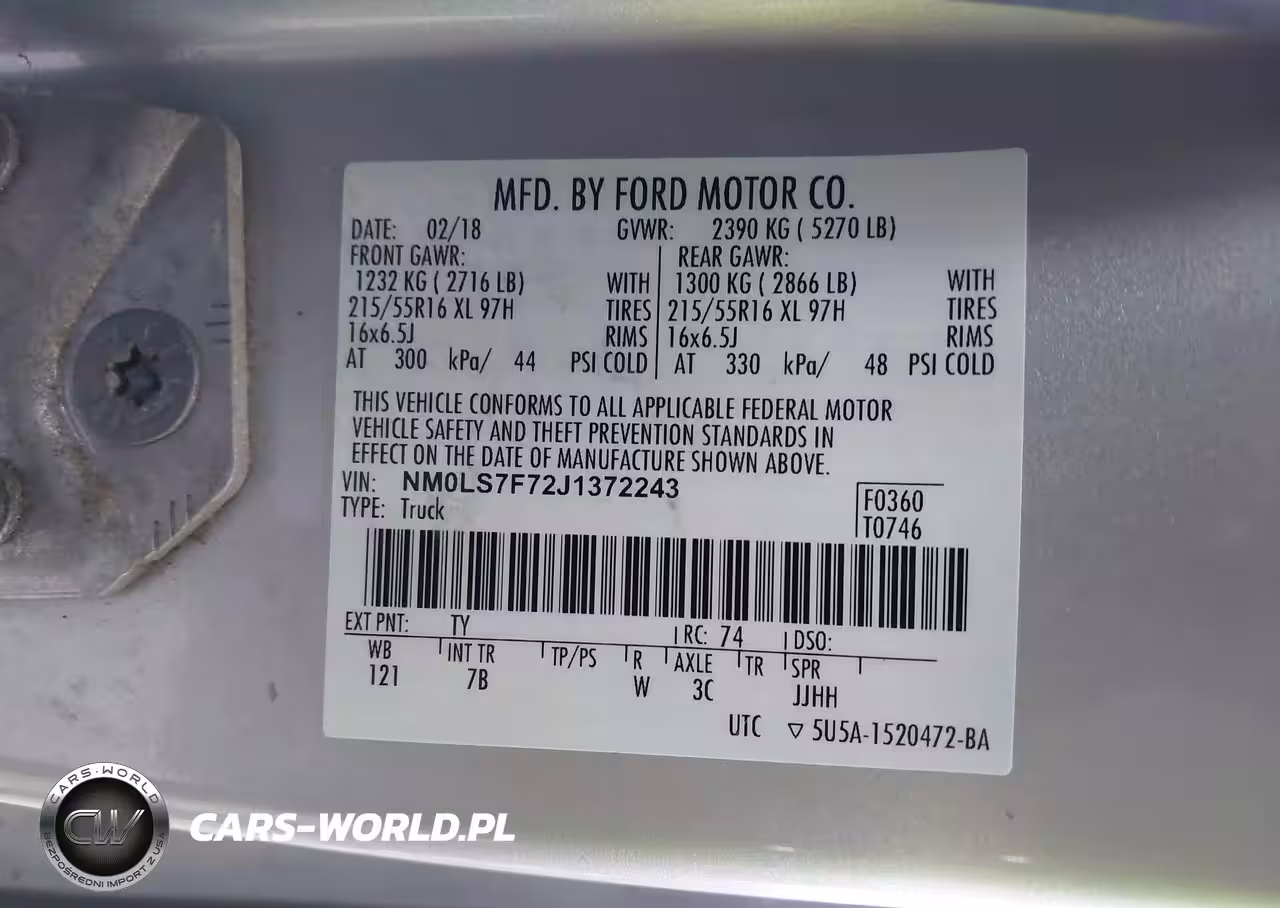 MFD. BY FORD MOTOR CO.
DATE: 02/18 GVWR: 2390 KG ( 5270 LB)
FRONT GAWR: REAR GAWR:
1232 KG ( 2716 LB) WITH 1300 KG ( 2866 LB) WITH
215/55R16 XL 97H TIRES 215/55R16 XL 97H TIRES
16x6.5J RIMS 16x6.5J RIMS
AT 300 kPa/ 44 PSI COLD AT 330 kPa/ 48 PSI COLD
THIS VEHICLE CONFORMS TO ALL APPLICABLE FEDERAL MOTOR
VEHICLE SAFETY AND THEFT PREVENTION STANDARDS IN
EFFECT ON THE DATE OF MANUFACTURE SHOWN ABOVE.
VIN: NM0LS7F72J1372243
F0360
TYPE: Truck
T0746
EXT PNT: TY RC: 74 DSO:
WB INT TR TP/PS R AXLE TR SPR
121 7B W 3C JJHH
UTC ▽ 5U5A-1520472-BA
CARS-WORLD
CW
BEZPOŚREDNI IMPORT Z USA
CARS-WORLD.PL